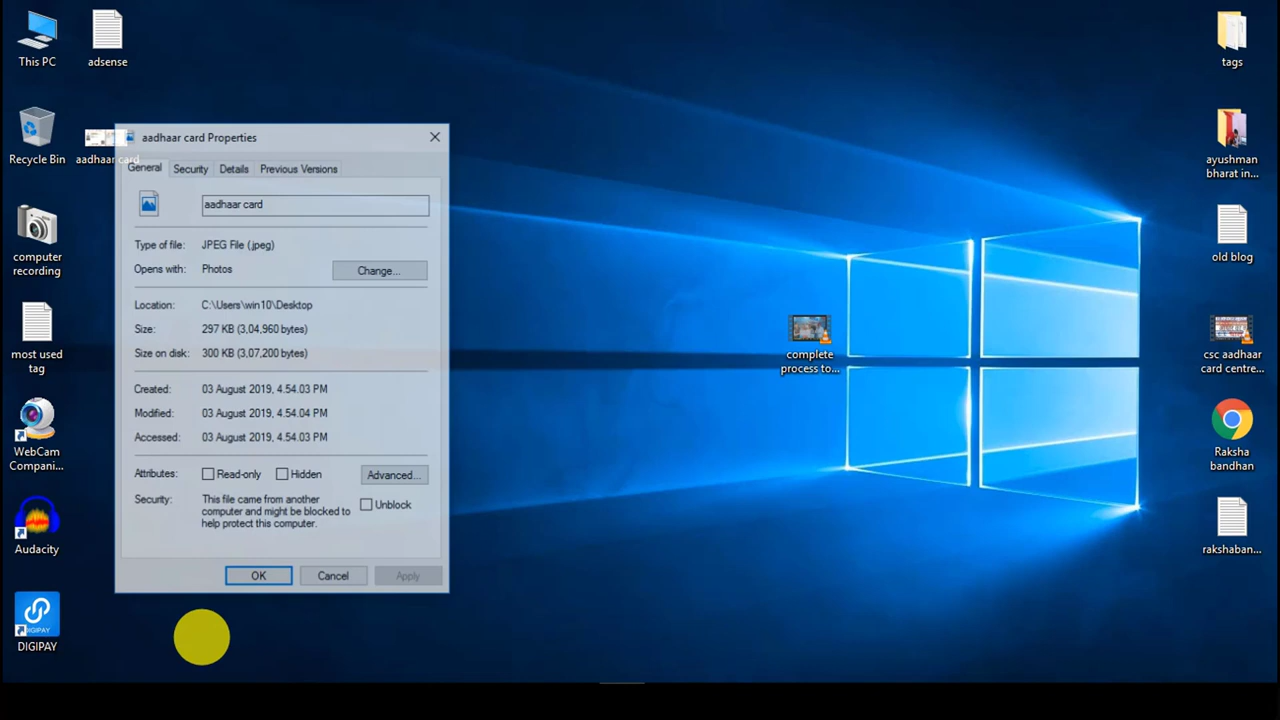 This PC
adsense
Recycle Bin
aadhaar card
computer
recording
most used
tag
WebCam
Compani...
Audacity
DIGIPAY
DIGIPAY
aadhaar card Properties
General
Security
Details
Previous Versions
aadhaar card
Type of file: JPEG File (.jpeg)
Opens with: Photos
Change...
Location: C:\Users\win10\Desktop
Size: 297 KB (3,04,960 bytes)
Size on disk: 300 KB (3,07,200 bytes)
Created: 03 August 2019, 4.54.03 PM
Modified: 03 August 2019, 4.54.04 PM
Accessed: 03 August 2019, 4.54.03 PM
Attributes: Read-only Hidden Advanced...
Security: This file came from another
computer and might be blocked to
help protect this computer.
Unblock
OK
Cancel
Apply
complete
process to...
tags
ayushman
bharat in...
old blog
csc aadhaar
card centre...
Raksha
bandhan
rakshaban...